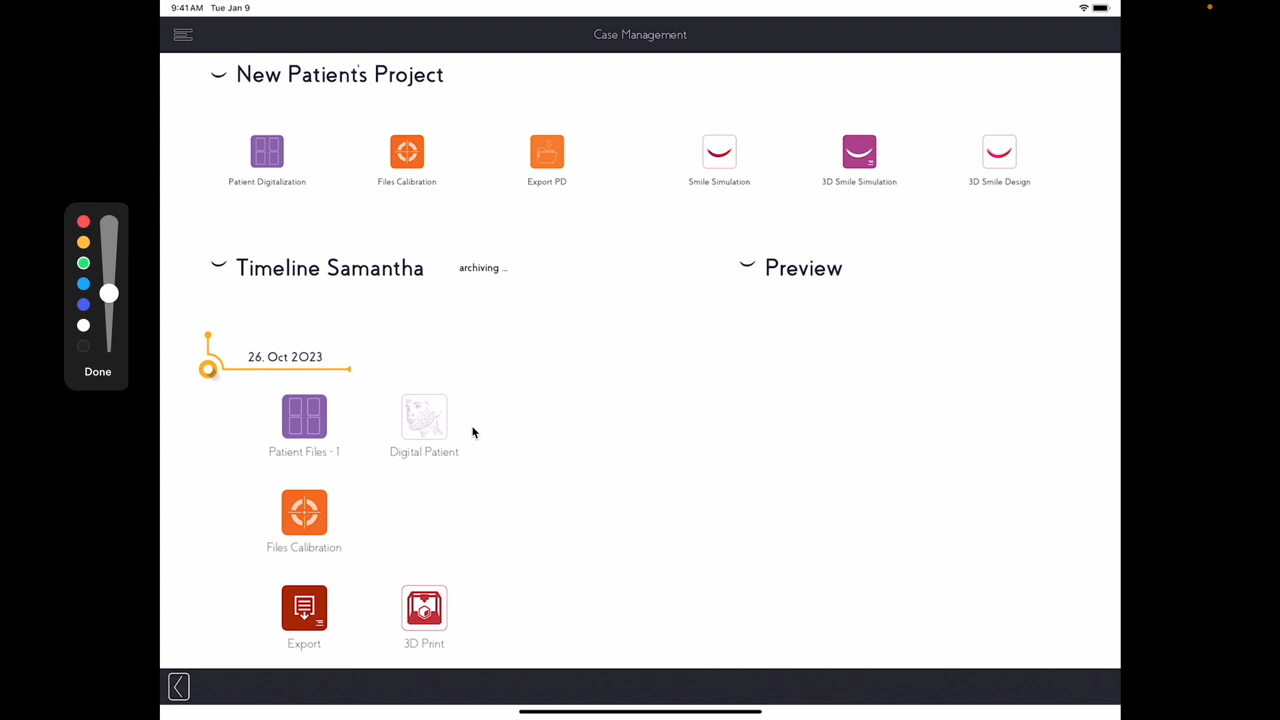 9:41 AM Tue Jan 9
Case Management
New Patient's Project
Patient Digitalization
Files Calibration
Export PD
Smile Simulation
3D Smile Simulation
3D Smile Design
Timeline Samantha
archiving ...
Preview
26. Oct 2023
Done
Patient Files - 1
Digital Patient
Files Calibration
Export
3D Print